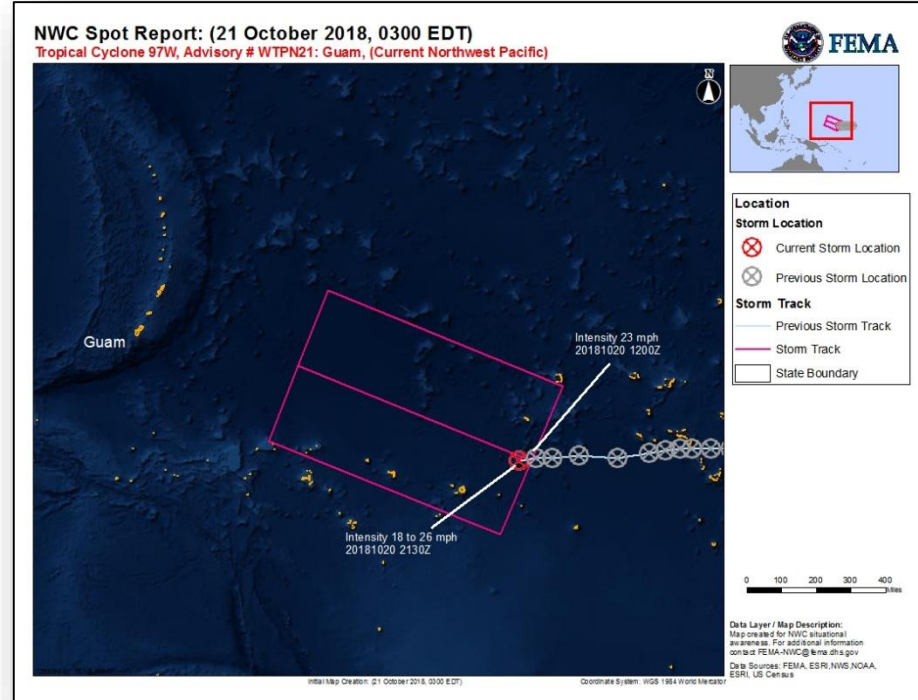 NWC Spot Report: (21 October 2018, 0300 EDT)
Tropical Cyclone 97W, Advisory # WTPN21: Guam, (Current Northwest Pacific)
FEMA
N
Guam
Intensity 23 mph
20181020 1200Z
Intensity 18 to 26 mph
20181020 2130Z
Location
Storm Location
Current Storm Location
Previous Storm Location
Storm Track
Previous Storm Track
Storm Track
State Boundary
0 100 200 300 400
Miles
Data Layer / Map Description:
Map created for NWC situational
awareness. For additional information
contact FEMA-NWC@fema.dhs.gov
Data Sources: FEMA, ESRI,NWS,NOAA,
ESRI, US Census
Initial Map Creation: (21 October 2018, 0300 EDT)
Coordinate System: WGS 1984 World Mercator